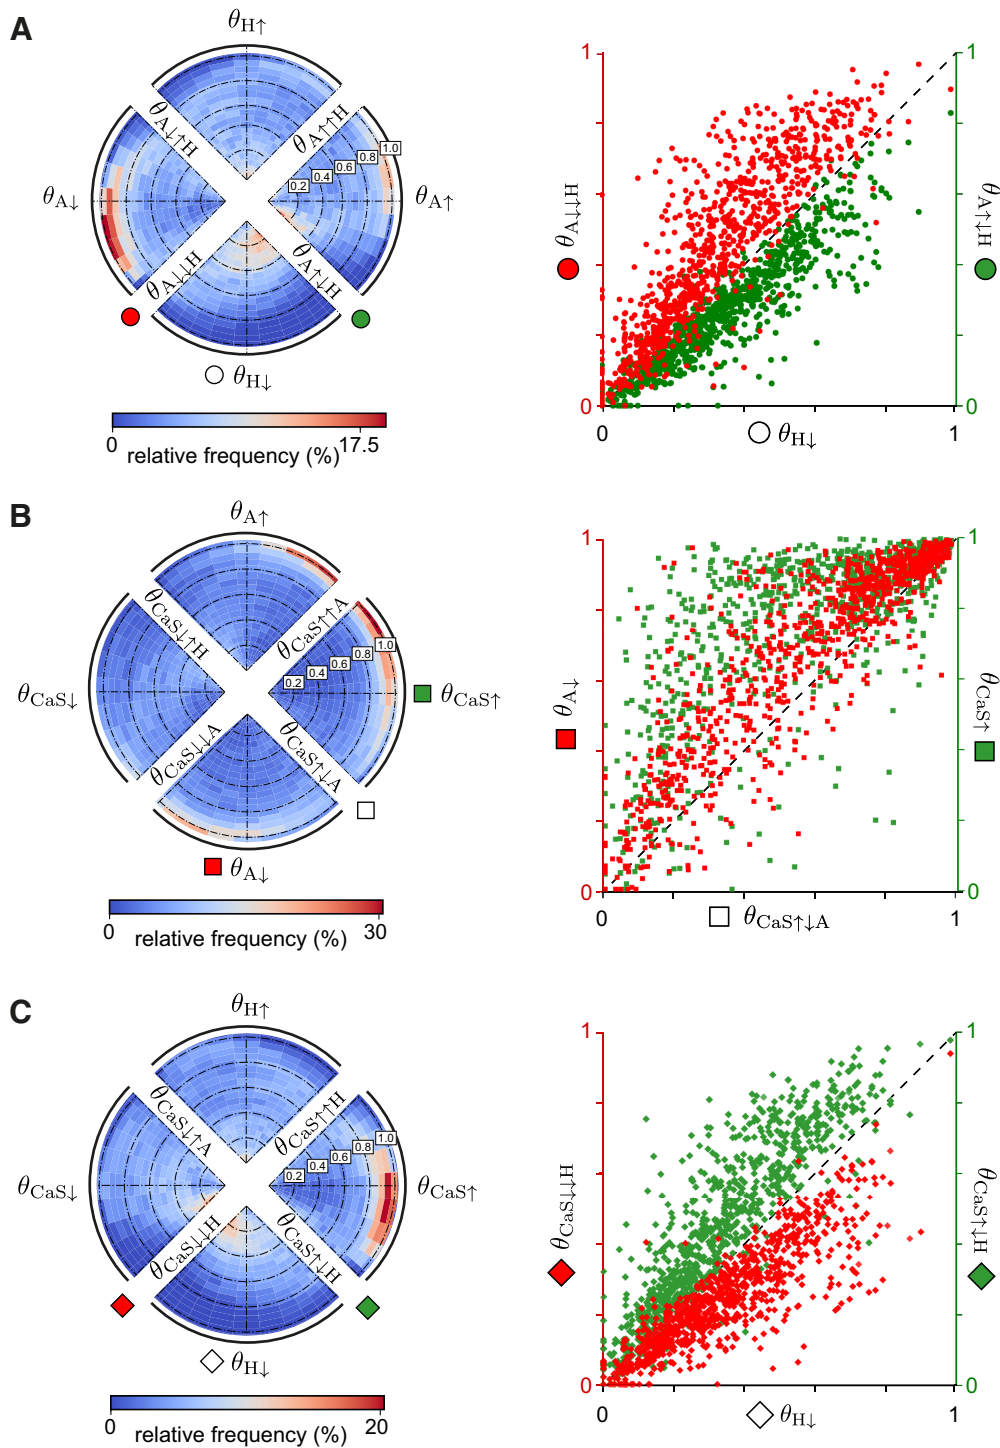 A
θH↑
θA↓↑H
θA↑↑H
0.2
0.4
0.6
0.8
1.0
θA↓
θA↑
θA↓↓H
θA↑↓H
θH↓
0
17.5
relative frequency (%)
1
1
θA↓↓H
θA↑↓H
0
0
0
θH↓
1
B
θA↑
θCaS↓↑H
θCaS↑↑A
0.2
0.4
0.6
0.8
1.0
θCaS↓
θCaS↑
θCaS↓↓A
θCaS↑↓A
θA↓
0
30
relative frequency (%)
1
1
θA↓
θCaS↑
0
0
0
θCaS↑↓A
1
C
θH↑
θCaS↓↑A
θCaS↑↑H
0.2
0.4
0.6
0.8
1.0
θCaS↓
θCaS↑
θCaS↓↓H
θCaS↑↓H
θH↓
0
20
relative frequency (%)
1
1
θCaS↓↓H
θCaS↑↓H
0
0
0
θH↓
1